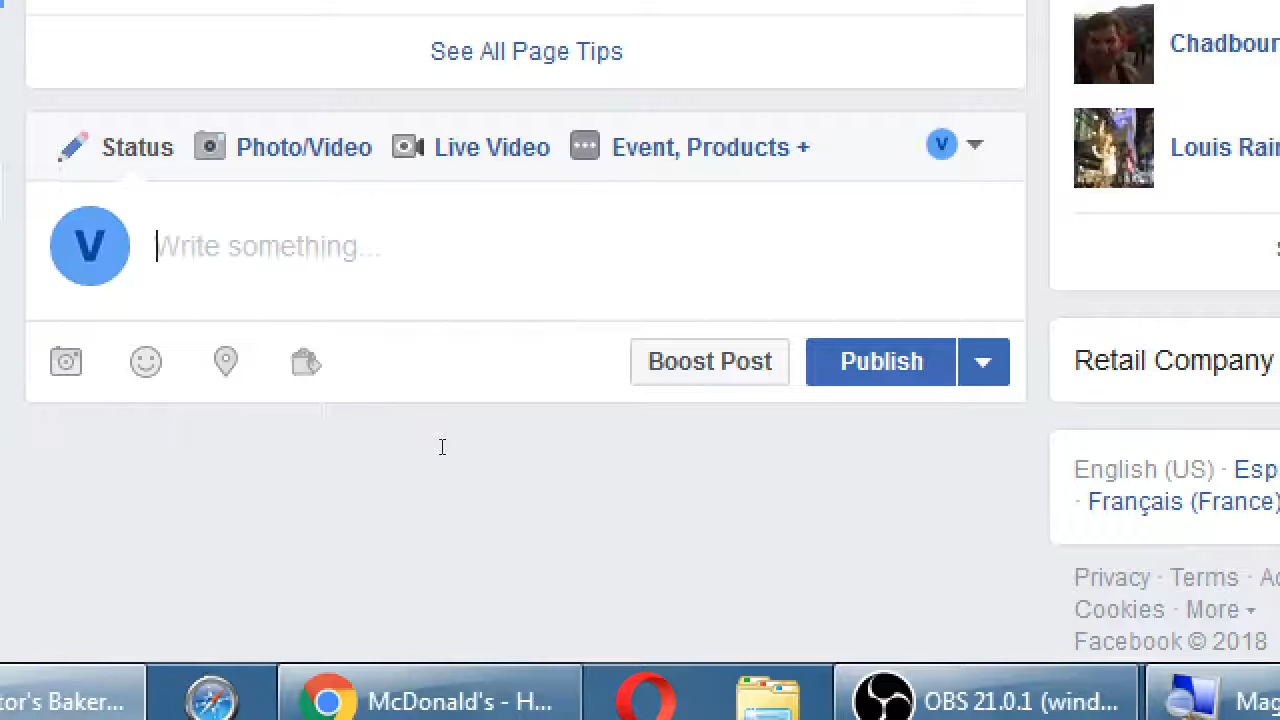 See All Page Tips
Chadbour
Status Photo/Video Live Video Event, Products + V
Louis Rai
V Write something...
Boost Post Publish
Retail Company
English (US) · Esp
· Français (France)
Privacy · Terms · A
Cookies · More
Facebook © 2018
tor's Baker... McDonald's - H... OBS 21.0.1 (wind... Mag